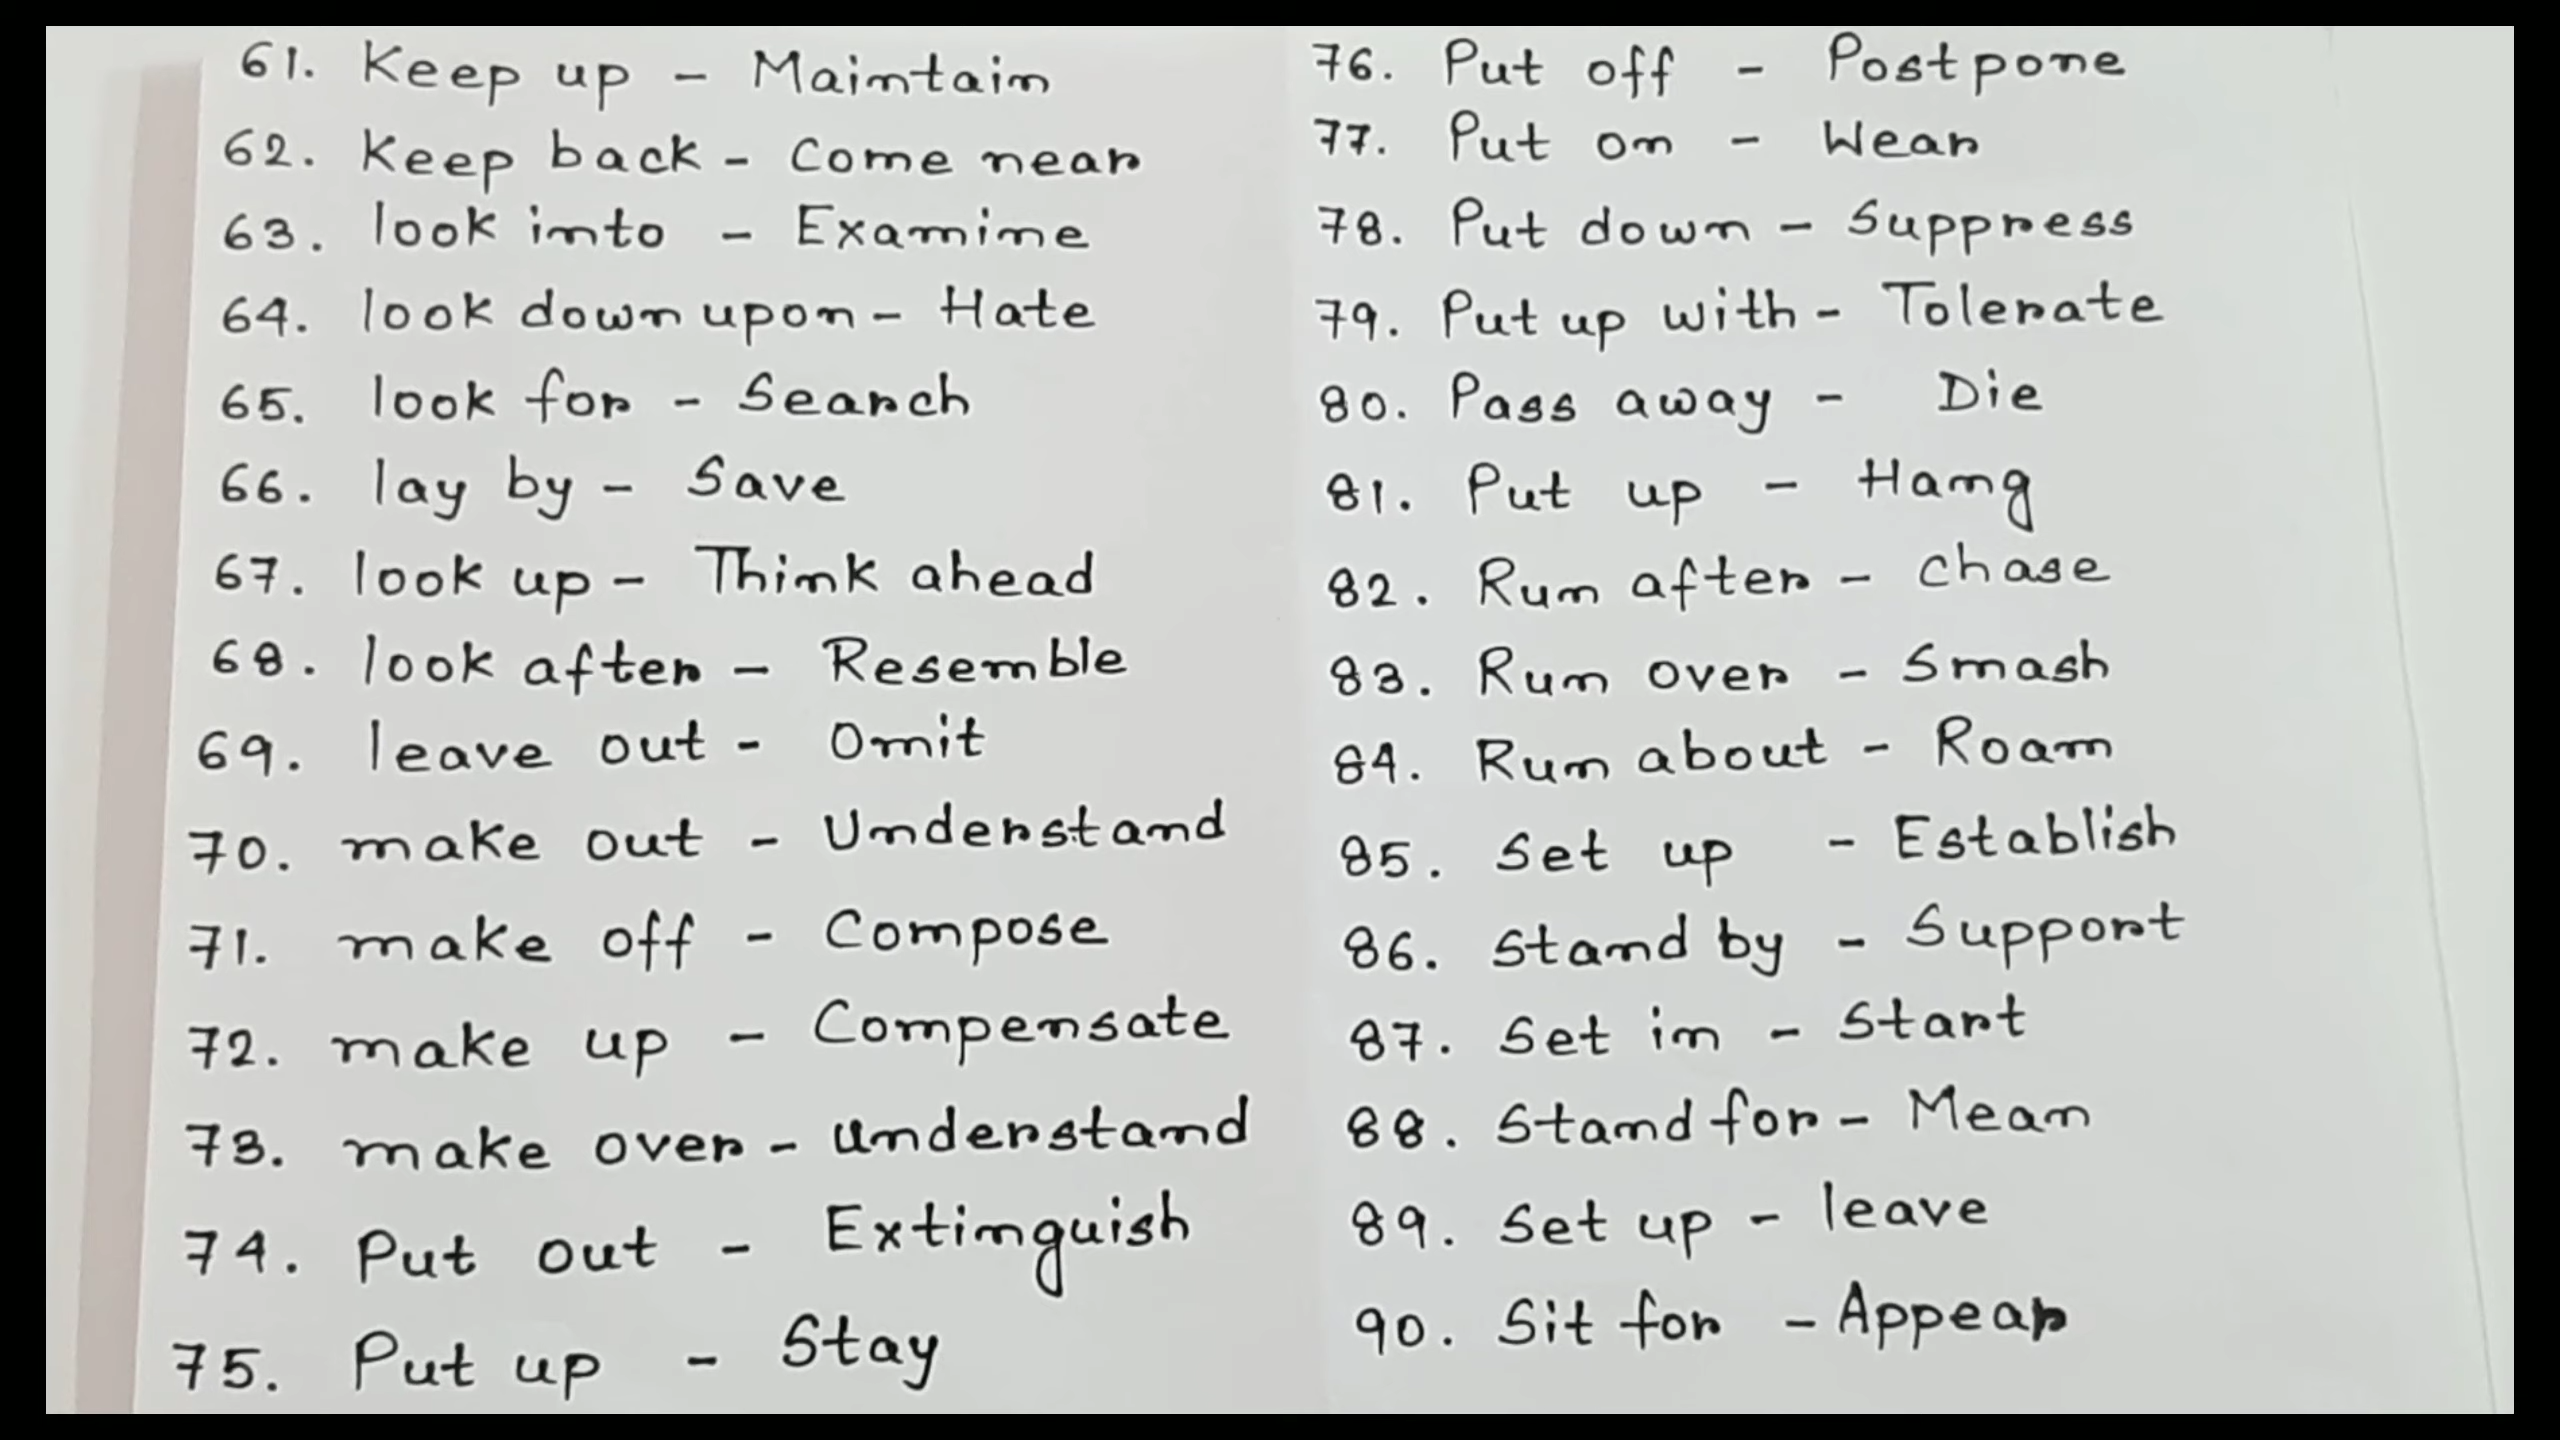 61. Keep up - Maintain
62. Keep back - Come near
63. look into - Examine
64. look down upon - Hate
65. look for - Search
66. lay by - Save
67. look up - Think ahead
68. look after - Resemble
69. leave out - Omit
70. make out - Understand
71. make off - Compose
72. make up - Compensate
73. make over - understand
74. Put out - Extinguish
75. Put up - Stay
76. Put off - Postpone
77. Put on - Wear
78. Put down - Suppress
79. Put up with - Tolerate
80. Pass away - Die
81. Put up - Hang
82. Run after - Chase
83. Run over - Smash
84. Run about - Roam
85. Set up - Establish
86. Stand by - Support
87. Set in - Start
88. Stand for - Mean
89. Set up - leave
90. Sit for - Appear